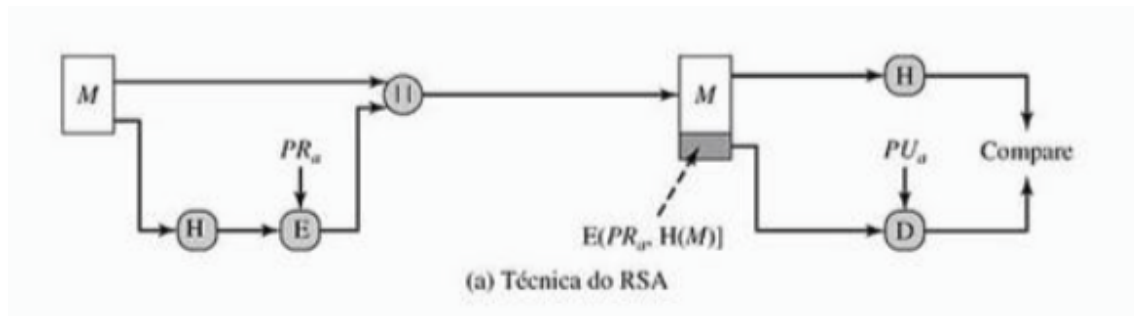 M
||
M
H
PRa
PUa
Compare
H
E
D
E(PRa, H(M)]
(a) Técnica do RSA